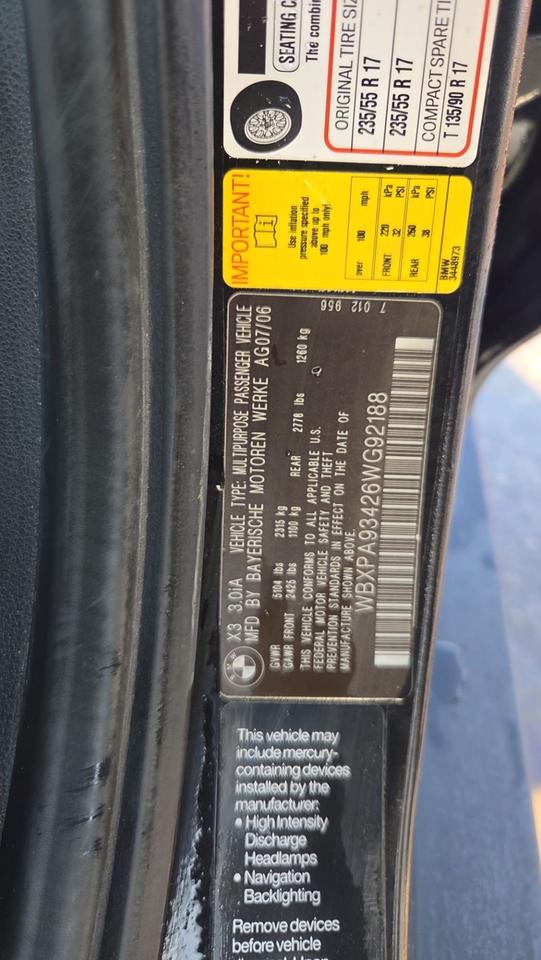 SEATING C
The combin
ORIGINAL TIRE SIZ
235/55 R 17
235/55 R 17
COMPACT SPARE TI
T 135/90 R 17
IMPORTANT!
Use inflation
pressure specified
above up to
100 mph only!
over 100 mph
FRONT 220 kPa
32 PSI
REAR 260 kPa
38 PSI
BMW
3448973
7 012 956
X3 3.0iA VEHICLE TYPE: MULTIPURPOSE PASSENGER VEHICLE
MFD BY BAYERISCHE MOTOREN WERKE AG07/06
GVWR 5104 lbs 2315 kg
GAWR FRONT 2425 lbs 1100 kg REAR 2778 lbs 1260 kg
THIS VEHICLE CONFORMS TO ALL APPLICABLE U.S.
FEDERAL MOTOR VEHICLE SAFETY AND THEFT
PREVENTION STANDARDS IN EFFECT ON THE DATE OF
MANUFACTURE SHOWN ABOVE.
WBXPA93426WG92188
This vehicle may
include mercury-
containing devices
installed by the
manufacturer:
• High Intensity
Discharge
Headlamps
• Navigation
Backlighting
Remove devices
before vehicle